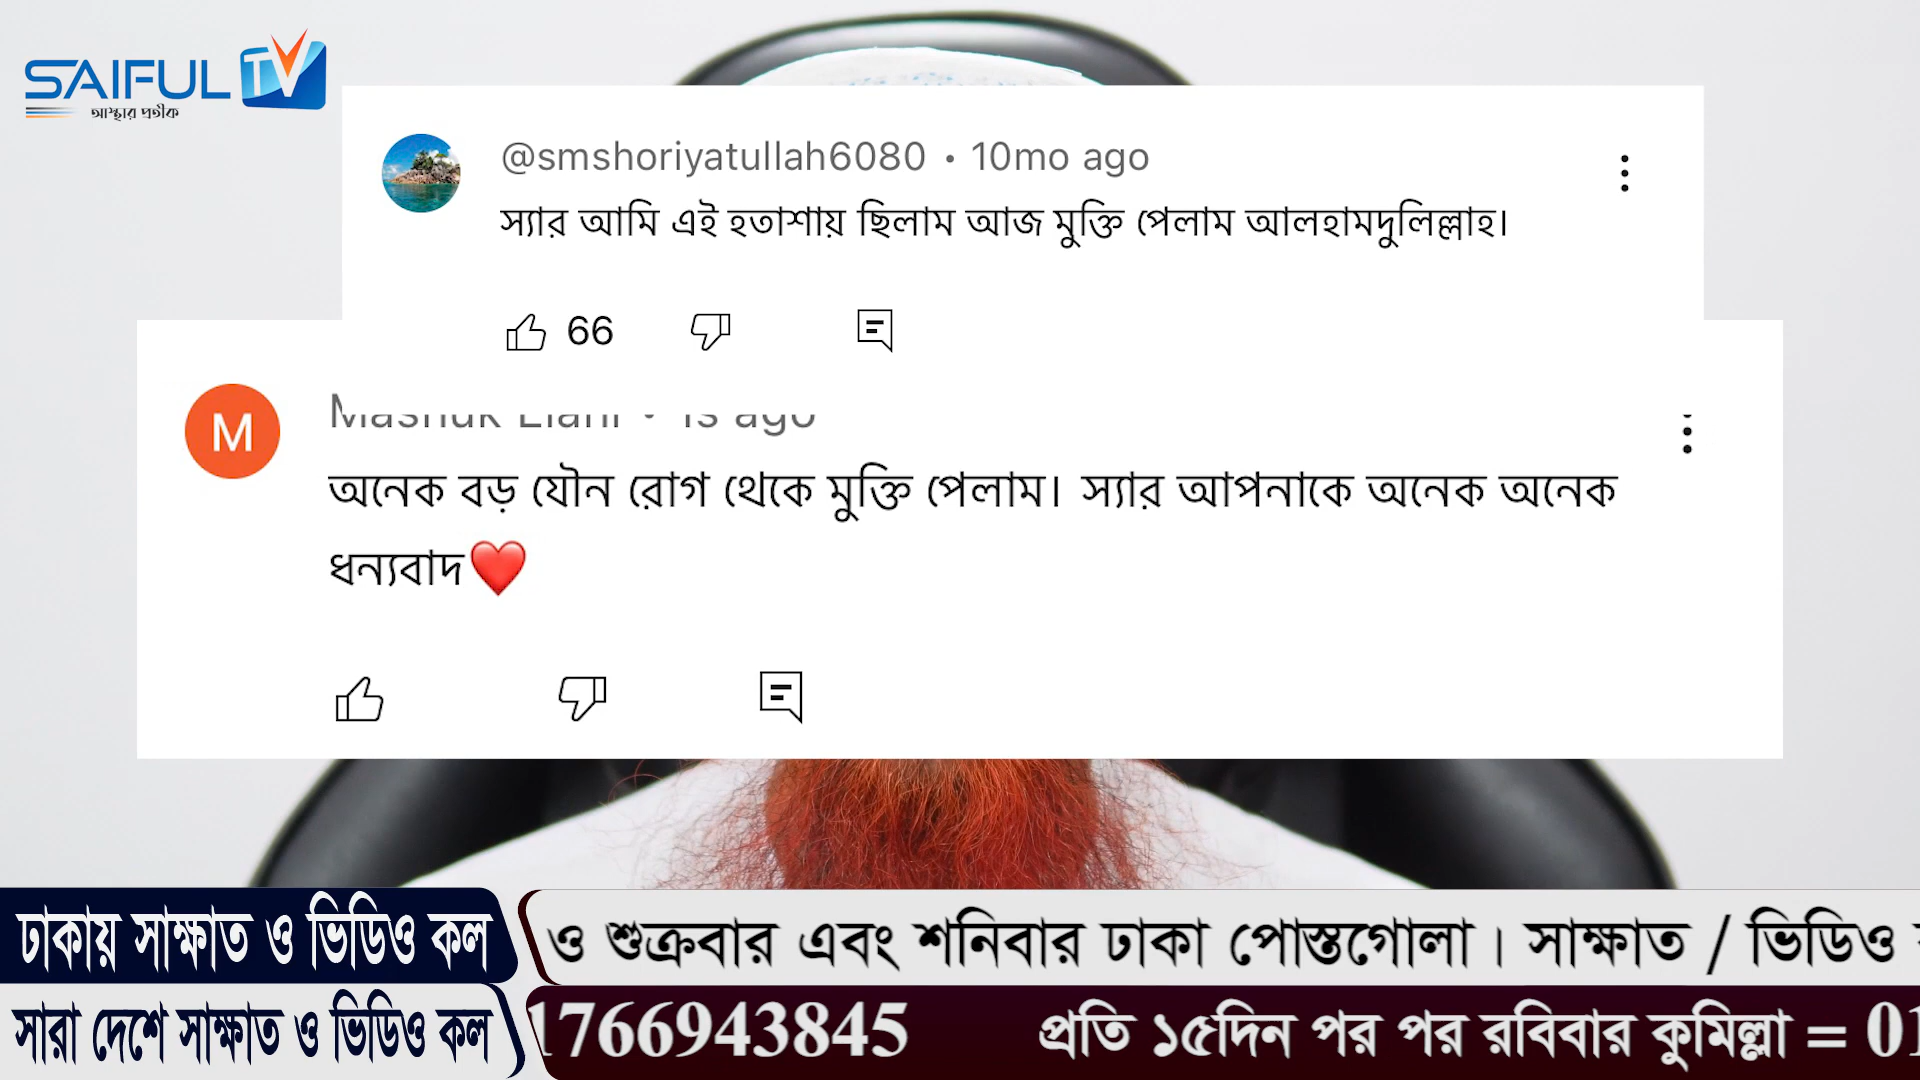 SAIFUL TV
আস্থার প্রতীক
@smshoriyatullah6080 • 10mo ago
স্যার আমি এই হতাশায় ছিলাম আজ মুক্তি পেলাম আলহামদুলিল্লাহ।
66
M
অনেক বড় যৌন রোগ থেকে মুক্তি পেলাম। স্যার আপনাকে অনেক অনেক
ধন্যবাদ❤️
ঢাকায় সাক্ষাত ও ভিডিও কল
ও শুক্রবার এবং শনিবার ঢাকা পোস্তগোলা। সাক্ষাত / ভিডিও
সারা দেশে সাক্ষাত ও ভিডিও কল
1766943845 প্রতি ১৫দিন পর পর রবিবার কুমিল্লা = 01